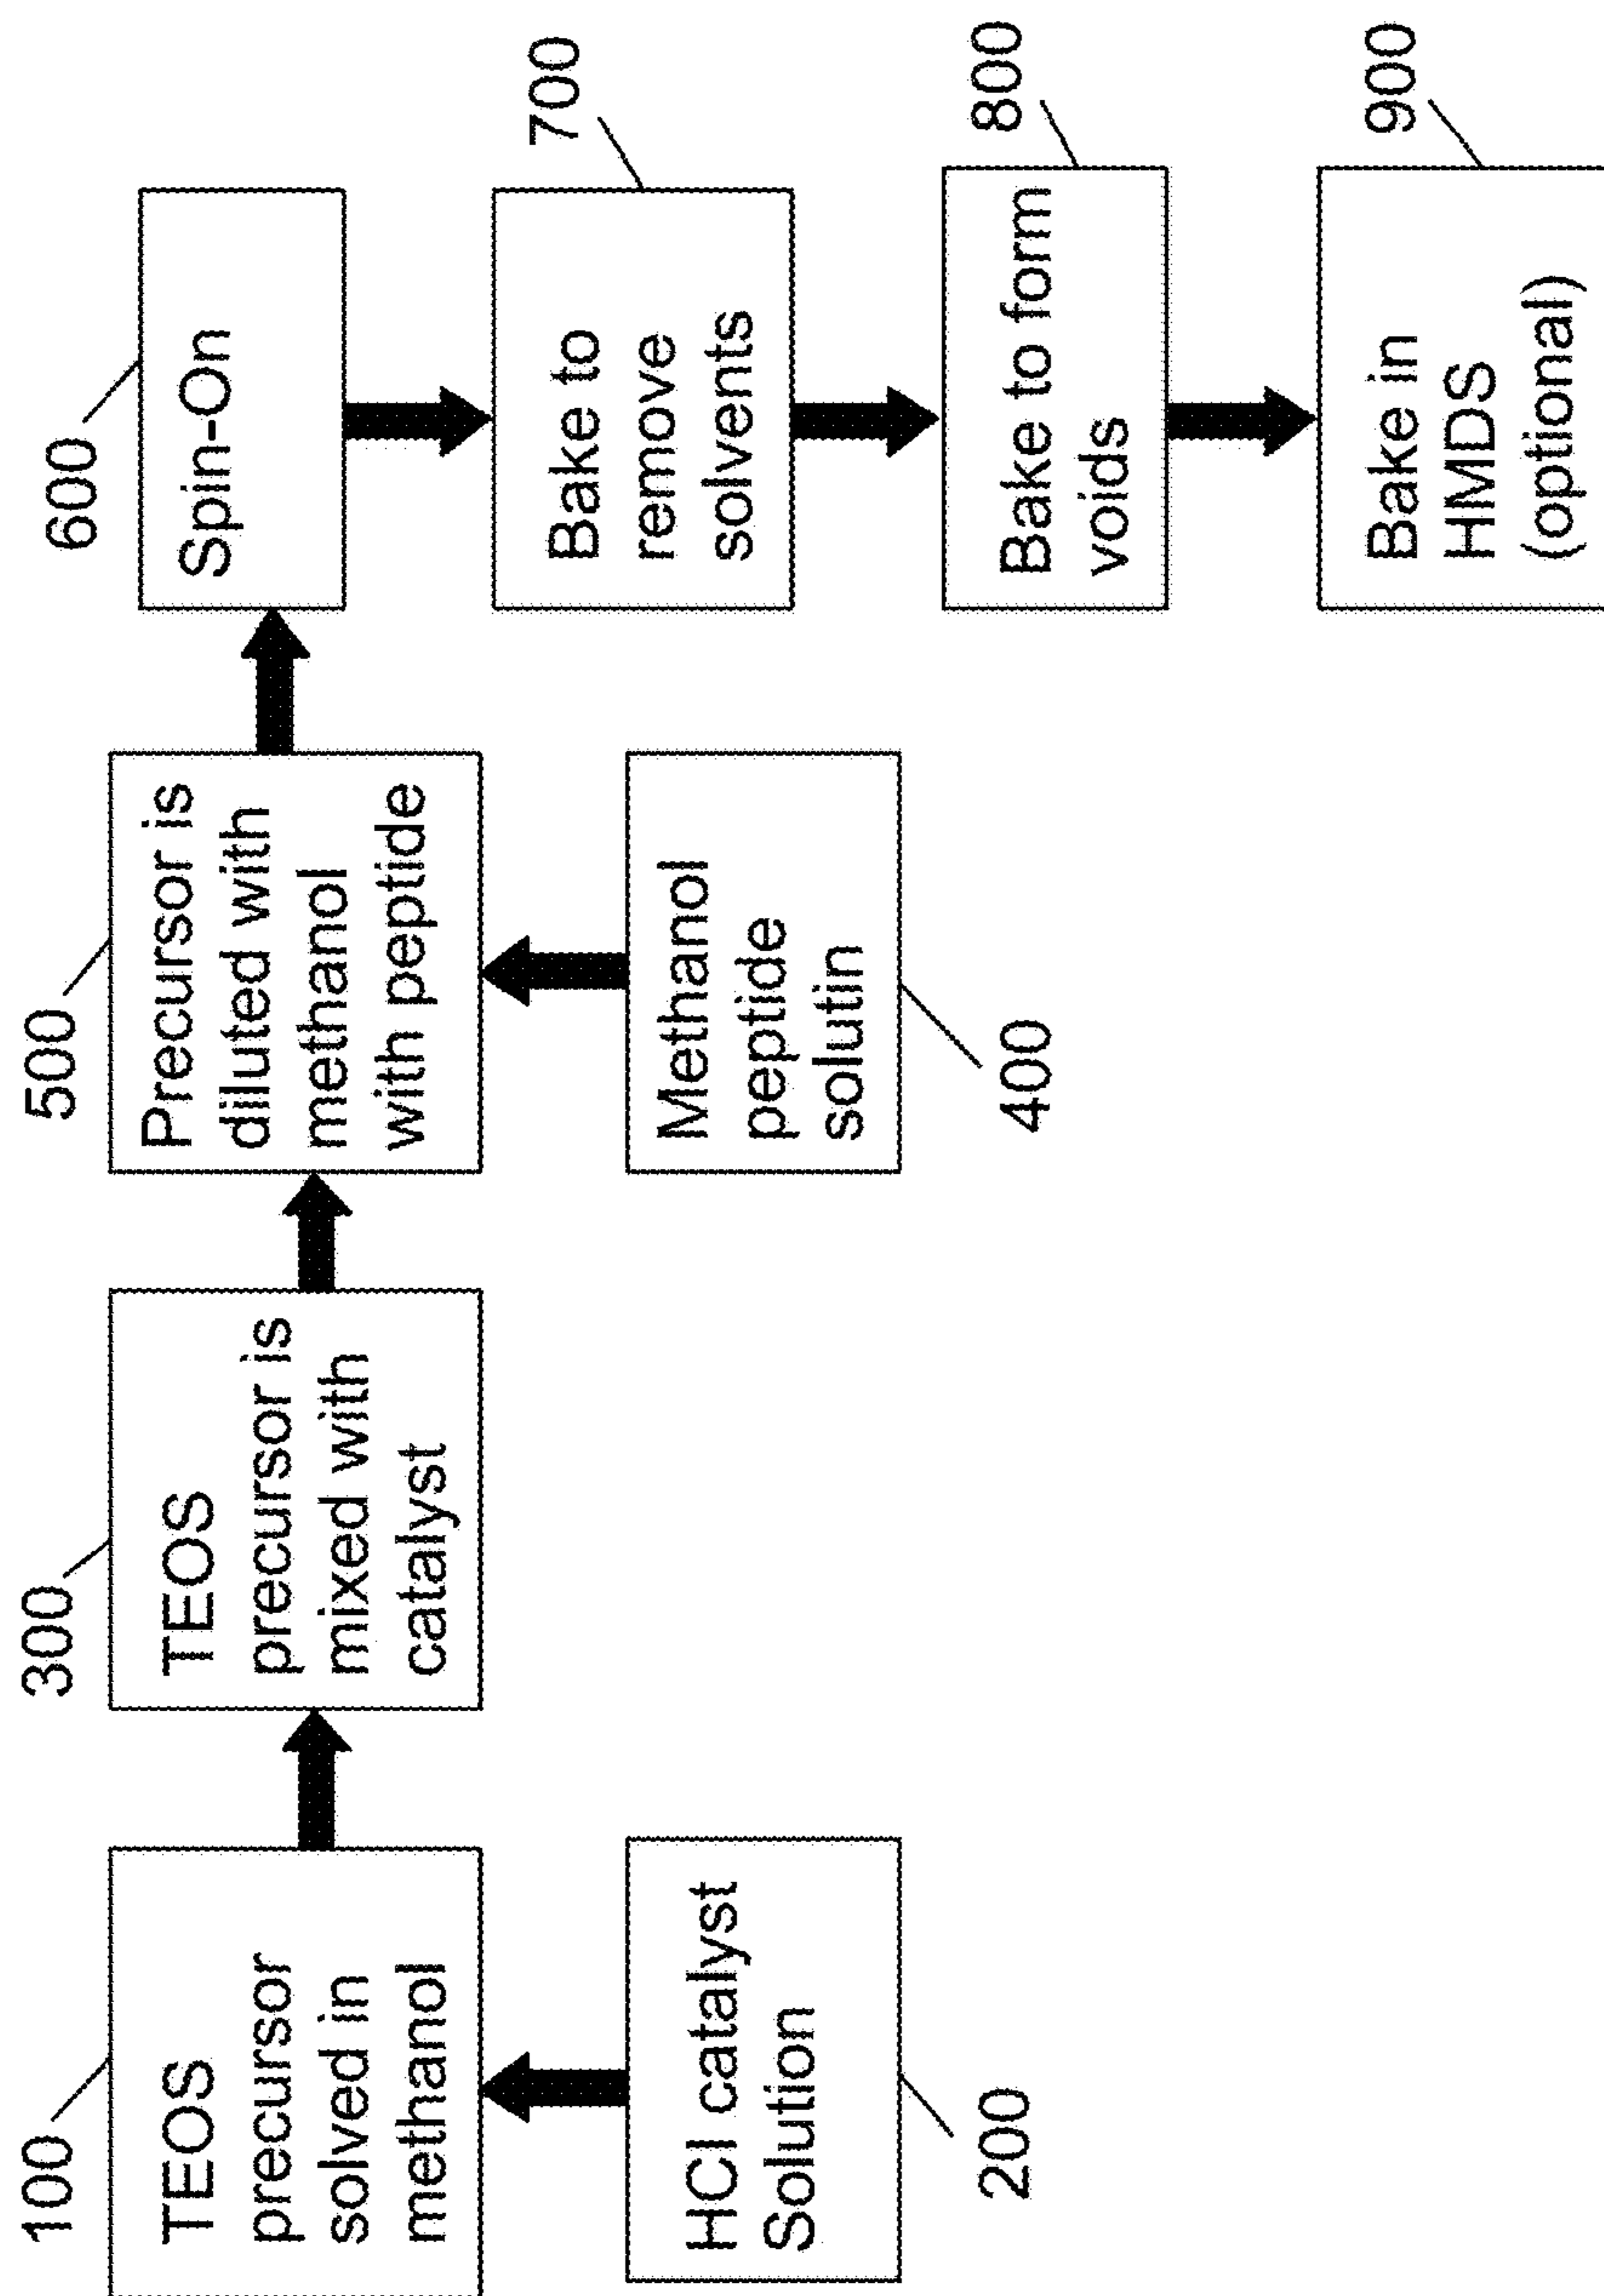 100
TEOS
precursor
solved in
methanol
HCl catalyst
Solution
200
300
TEOS
precursor is
mixed with
catalyst
500
Precursor is
diluted with
methanol
with peptide
Methanol
peptide
solutin
400
600
Spin-On
700
Bake to
remove
solvents
800
Bake to form
voids
900
Bake in
HMDS
(optional)